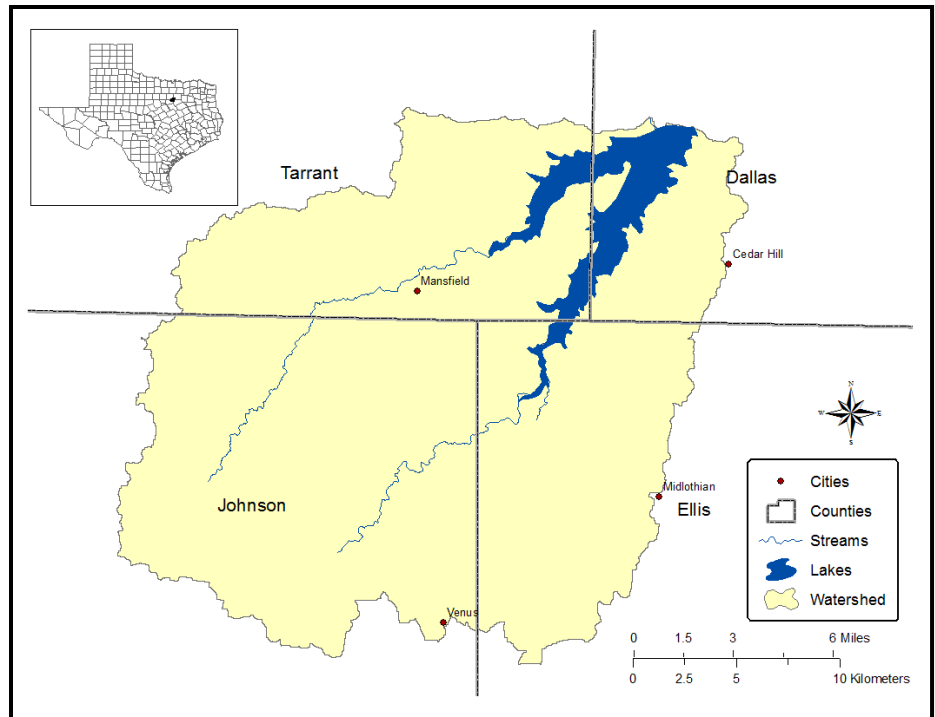 Tarrant
Dallas
Cedar Hill
Mansfield
N
W
E
S
Midlothian
Johnson
Ellis
Venus
Cities
Counties
Streams
Lakes
Watershed
0 1.5 3 6 Miles
0 2.5 5 10 Kilometers